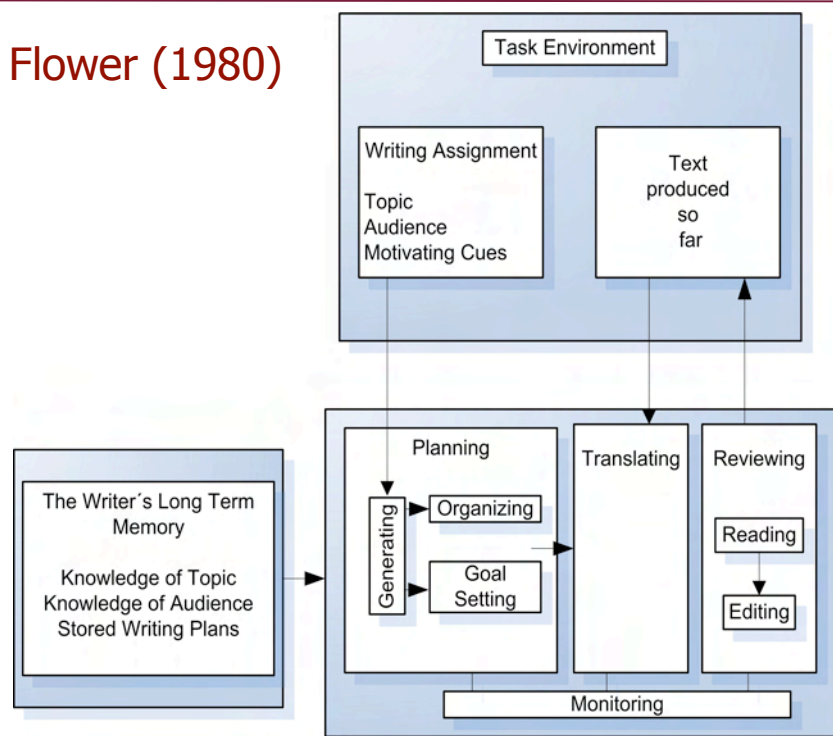 Flower (1980)
Task Environment
Writing Assignment
Topic
Audience
Motivating Cues
Text
produced
so
far
The Writer´s Long Term
Memory
Knowledge of Topic
Knowledge of Audience
Stored Writing Plans
Planning
Generating
Organizing
Goal
Setting
Translating
Reviewing
Reading
Editing
Monitoring